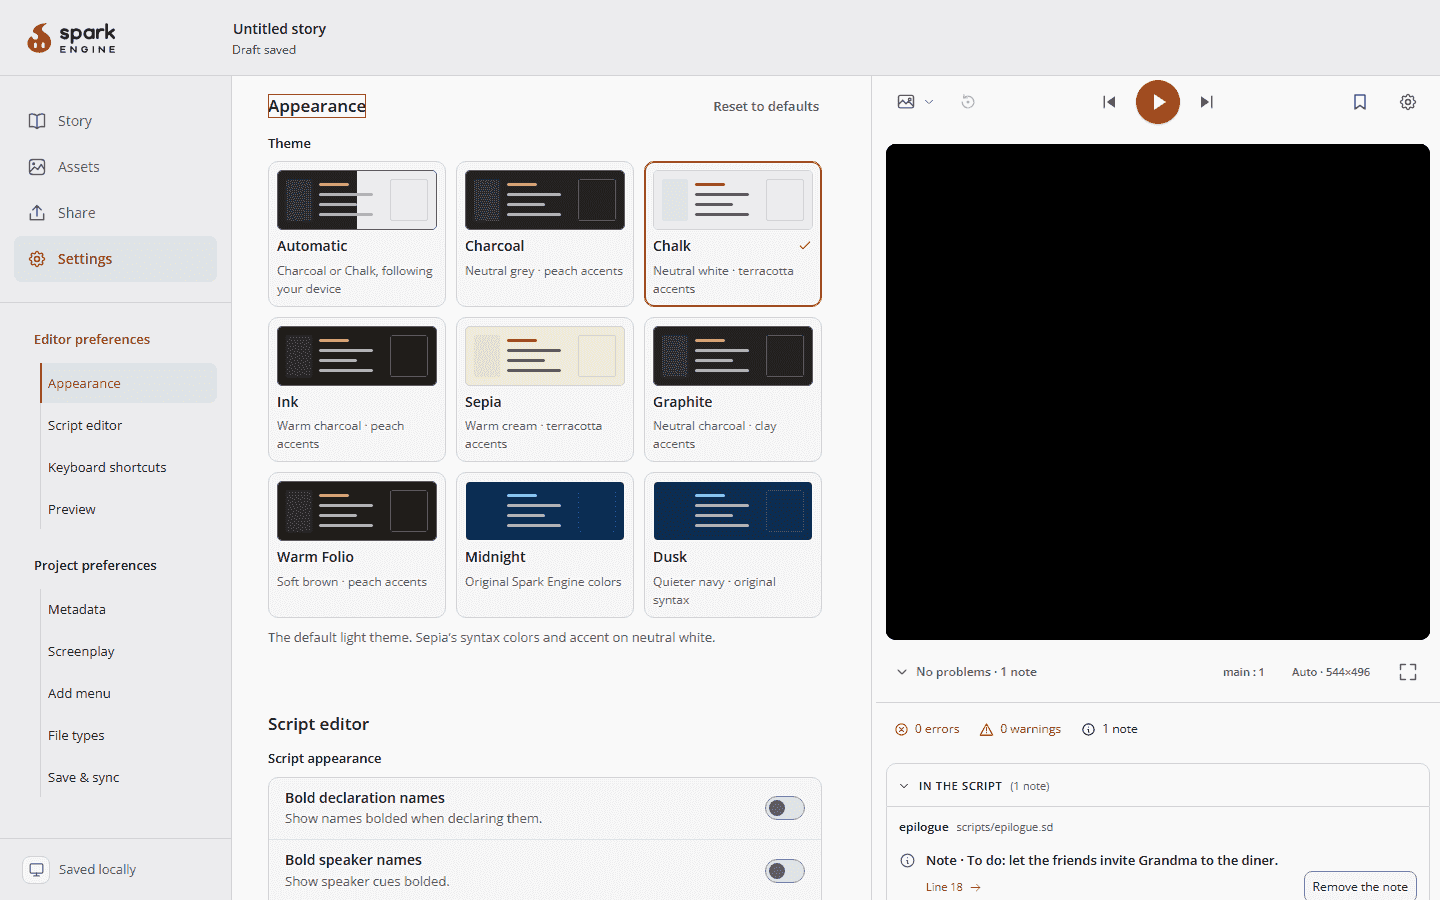 spark
ENGINE
Untitled story
Draft saved
Story
Assets
Share
Settings
Editor preferences
Appearance
Script editor
Keyboard shortcuts
Preview
Project preferences
Metadata
Screenplay
Add menu
File types
Save & sync
Saved locally
Appearance
Reset to defaults
Theme
Automatic
Charcoal or Chalk, following
your device
Charcoal
Neutral grey · peach accents
Chalk
Neutral white · terracotta
accents
Ink
Warm charcoal · peach
accents
Sepia
Warm cream · terracotta
accents
Graphite
Neutral charcoal · clay
accents
Warm Folio
Soft brown · peach accents
Midnight
Original Spark Engine colors
Dusk
Quieter navy · original
syntax
The default light theme. Sepia's syntax colors and accent on neutral white.
Script editor
Script appearance
Bold declaration names
Show names bolded when declaring them.
Bold speaker names
Show speaker cues bolded.
No problems · 1 note
main : 1
Auto · 544×496
0 errors
0 warnings
1 note
IN THE SCRIPT (1 note)
epilogue scripts/epilogue.sd
Note · To do: let the friends invite Grandma to the diner.
Line 18 →
Remove the note